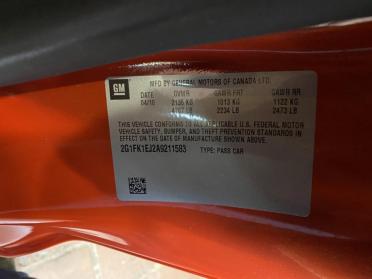 GM
MFD BY GENERAL MOTORS OF CANADA LTD.
DATE GVWR GAWR FRT GAWR RR
04/10 2135 KG 1013 KG 1122 KG
4707 LB 2234 LB 2473 LB
THIS VEHICLE CONFORMS TO ALL APPLICABLE U.S. FEDERAL MOTOR
VEHICLE SAFETY, BUMPER, AND THEFT PREVENTION STANDARDS IN
EFFECT ON THE DATE OF MANUFACTURE SHOWN ABOVE.
2G1FK1EJ2A9211583 TYPE: PASS CAR